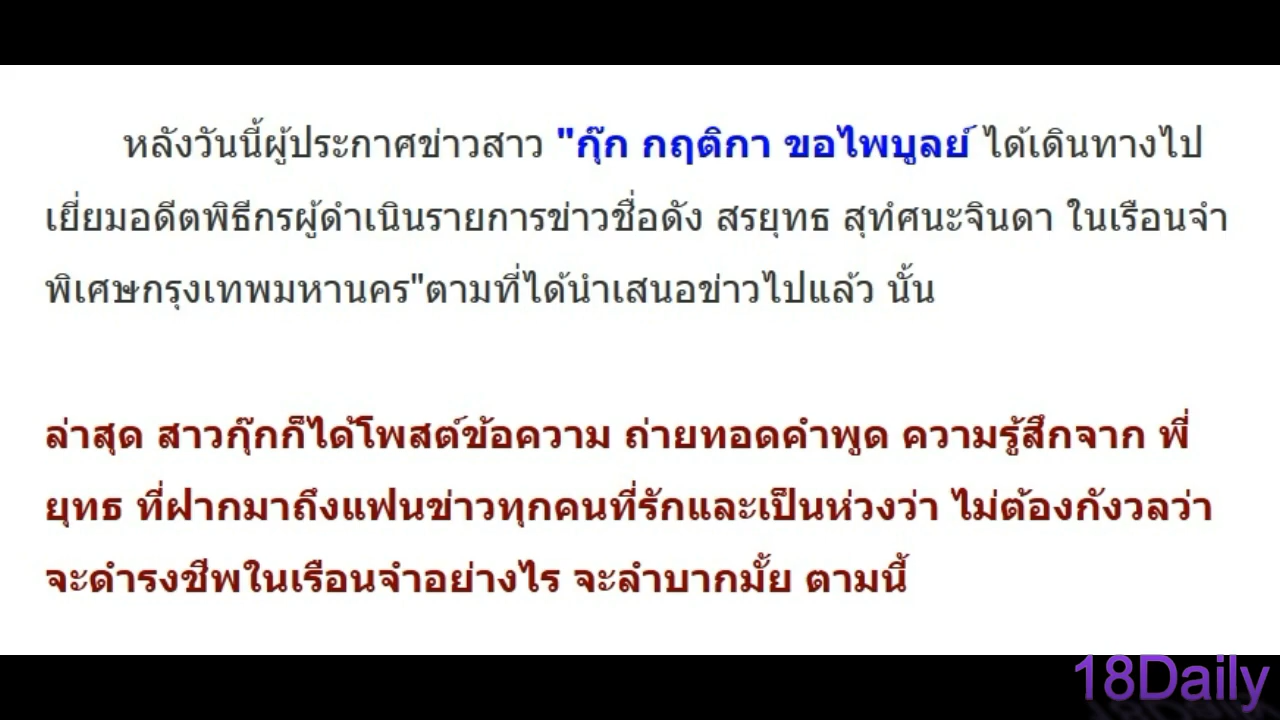 หลังวันนี้ผู้ประกาศข่าวสาว "กุ๊ก กฤติกา ขอไพบูลย์ ได้เดินทางไป
เยี่ยมอดีตพิธีกรผู้ดำเนินรายการข่าวชื่อดัง สรยุทธ สุทํศนะจินดา ในเรือนจำ
พิเศษกรุงเทพมหานคร"ตามที่ได้นำเสนอข่าวไปแล้ว นั้น
ล่าสุด สาวกุ๊กก็ได้โพสต์ข้อความ ถ่ายทอดคำพูด ความรู้สึกจาก พี่
ยุทธ ที่ฝากมาถึงแฟนข่าวทุกคนที่รักและเป็นห่วงว่า ไม่ต้องกังวลว่า
จะดำรงชีพในเรือนจำอย่างไร จะลำบากมั้ย ตามนี้
18Daily